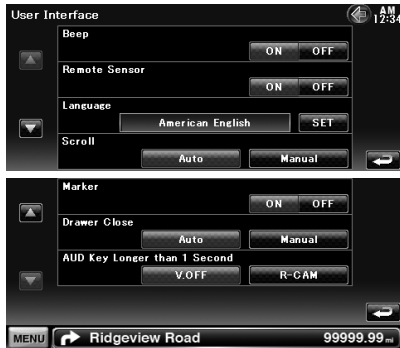 User Interface
AM
12:34
Beep
ON OFF
Remote Sensor
ON OFF
Language
American English SET
Scroll
Auto Manual
Marker
ON OFF
Drawer Close
Auto Manual
AUD Key Longer than 1 Second
V.OFF R-CAM
MENU Ridgeview Road 99999.99 mi